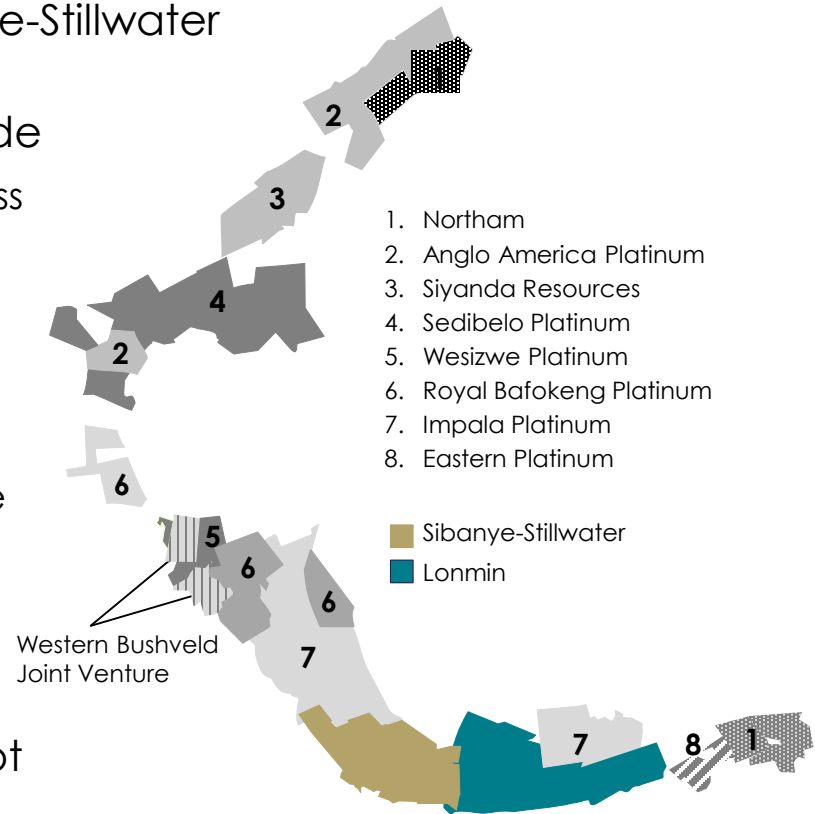 e-Stillwater
de
ss
e
ot
2
3
4
2
6
5
6
6
7
7
8
1
1. Northam
2. Anglo America Platinum
3. Siyanda Resources
4. Sedibelo Platinum
5. Wesizwe Platinum
6. Royal Bafokeng Platinum
7. Impala Platinum
8. Eastern Platinum
Sibanye-Stillwater
Lonmin
Western Bushveld
Joint Venture